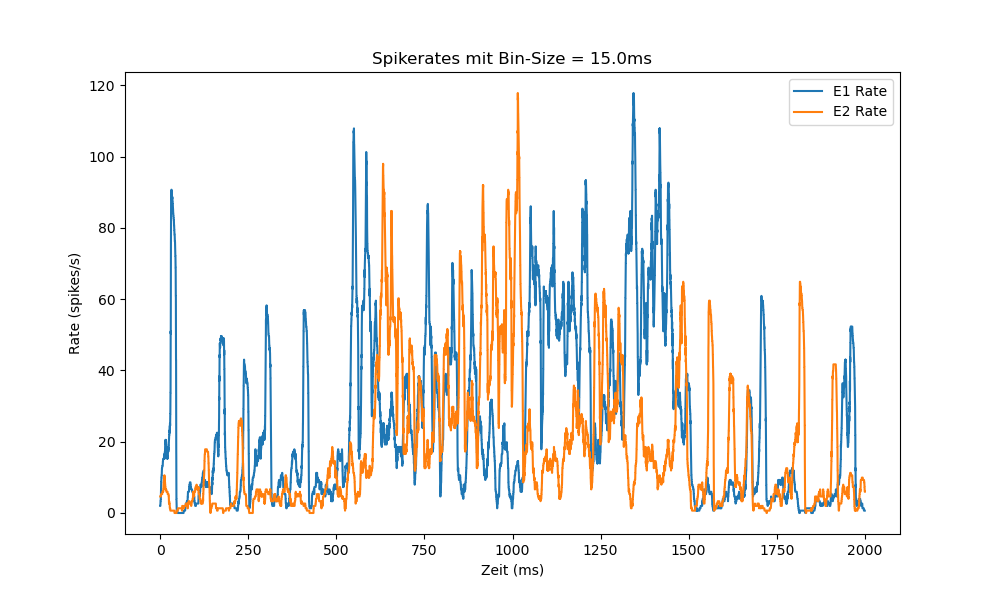 Spikerates mit Bin-Size = 15.0ms
E1 Rate
E2 Rate
Rate (spikes/s)
120
100
80
60
40
20
0
0 250 500 750 1000 1250 1500 1750 2000
Zeit (ms)